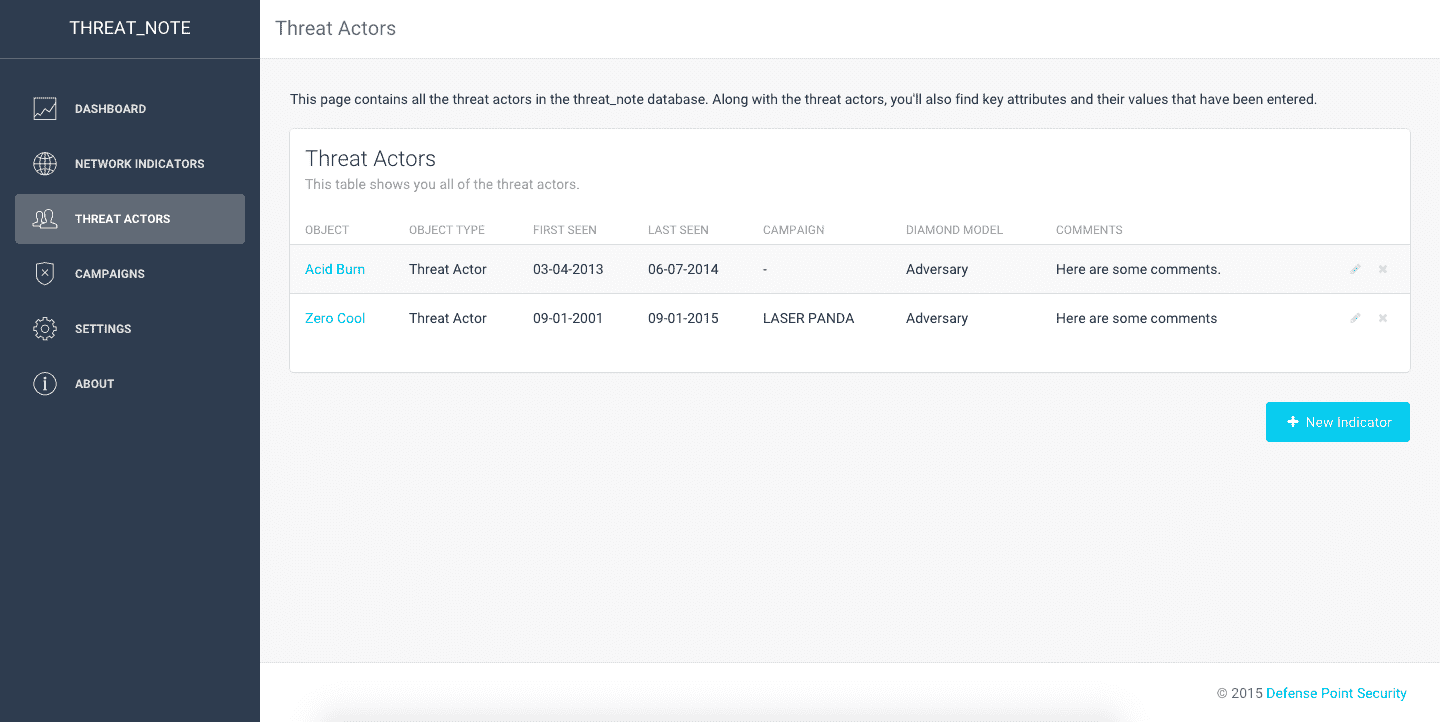 THREAT_NOTE
Threat Actors
DASHBOARD
NETWORK INDICATORS
THREAT ACTORS
CAMPAIGNS
SETTINGS
ABOUT
This page contains all the threat actors in the threat_note database. Along with the threat actors, you'll also find key attributes and their values that have been entered.
Threat Actors
This table shows you all of the threat actors.
OBJECT OBJECT TYPE FIRST SEEN LAST SEEN CAMPAIGN DIAMOND MODEL COMMENTS
Acid Burn Threat Actor 03-04-2013 06-07-2014 - Adversary Here are some comments.
Zero Cool Threat Actor 09-01-2001 09-01-2015 LASER PANDA Adversary Here are some comments
New Indicator
© 2015 Defense Point Security